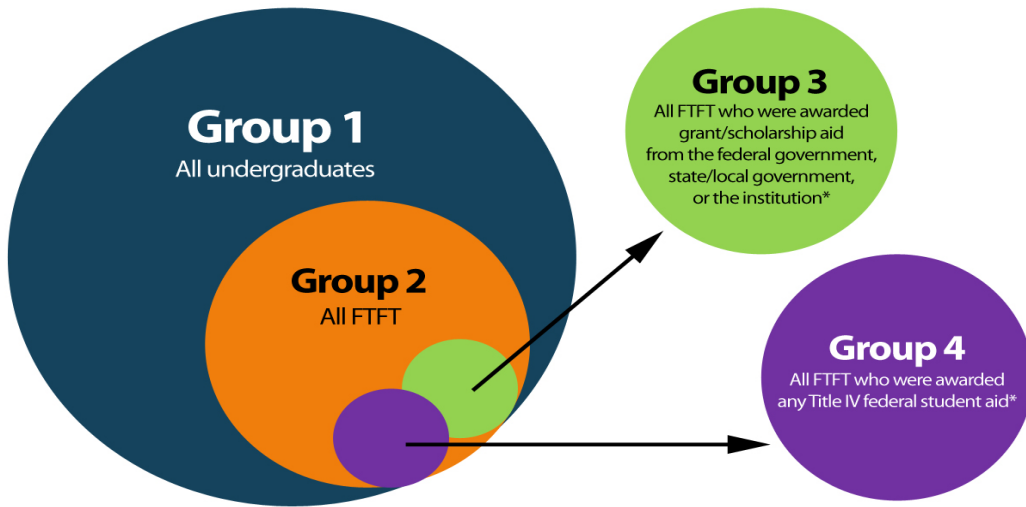 Group 1
All undergraduates
Group 2
All FTFT
Group 3
All FTFT who were awarded
grant/scholarship aid
from the federal government,
state/local government,
or the institution*
Group 4
All FTFT who were awarded
any Title IV federal student aid*